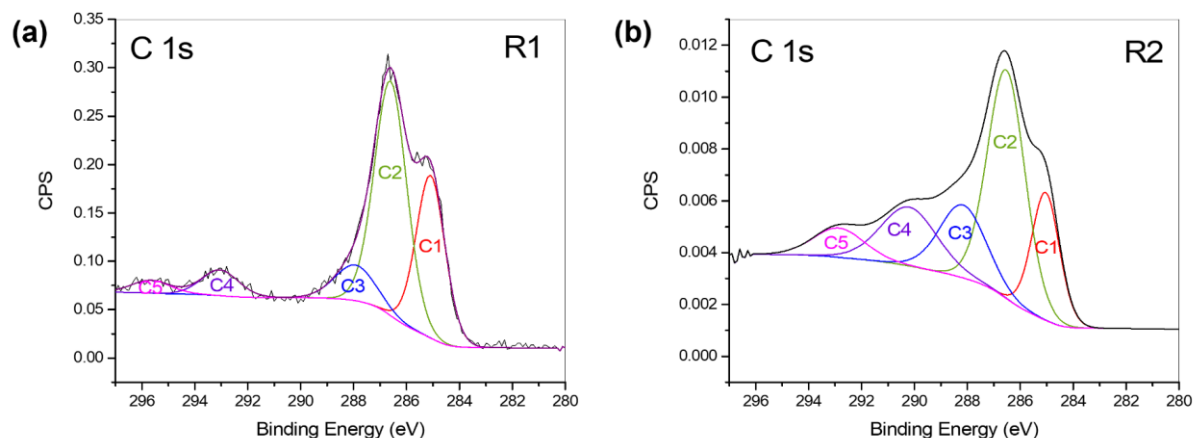 (a)
C 1s
R1
CPS
0.35
0.30
0.25
0.20
0.15
0.10
0.05
0.00
C2
C1
C3
C4
C5
296 294 292 290 288 286 284 282 280
Binding Energy (eV)
(b)
C 1s
R2
CPS
0.012
0.010
0.008
0.006
0.004
0.002
0.000
C2
C1
C3
C4
C5
296 294 292 290 288 286 284 282 280
Binding Energy (eV)